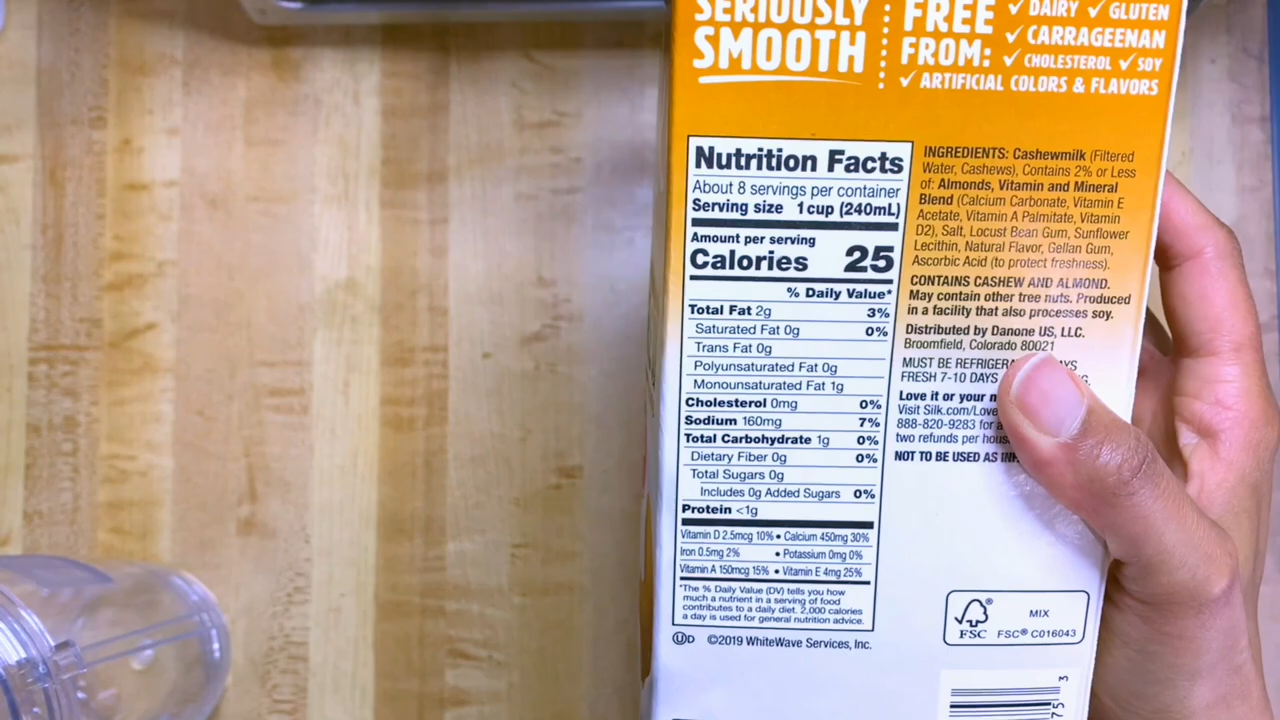 SERIOUSLY
SMOOTH
FREE
FROM:
✓ DAIRY ✓ GLUTEN
✓ CARRAGEENAN
✓ CHOLESTEROL ✓ SOY
✓ ARTIFICIAL COLORS & FLAVORS
Nutrition Facts
About 8 servings per container
Serving size 1 cup (240mL)
Amount per serving
Calories 25
% Daily Value*
Total Fat 2g 3%
Saturated Fat 0g 0%
Trans Fat 0g
Polyunsaturated Fat 0g
Monounsaturated Fat 1g
Cholesterol 0mg 0%
Sodium 160mg 7%
Total Carbohydrate 1g 0%
Dietary Fiber 0g 0%
Total Sugars 0g
Includes 0g Added Sugars 0%
Protein <1g
Vitamin D 2.5mcg 10% • Calcium 450mg 30%
Iron 0.5mg 2% • Potassium 0mg 0%
Vitamin A 150mcg 15% • Vitamin E 4mg 25%
*The % Daily Value (DV) tells you how
much a nutrient in a serving of food
contributes to a daily diet. 2,000 calories
a day is used for general nutrition advice.
UD ©2019 WhiteWave Services, Inc.
INGREDIENTS: Cashewmilk (Filtered
Water, Cashews), Contains 2% or Less
of: Almonds, Vitamin and Mineral
Blend (Calcium Carbonate, Vitamin E
Acetate, Vitamin A Palmitate, Vitamin
D2), Salt, Locust Bean Gum, Sunflower
Lecithin, Natural Flavor, Gellan Gum,
Ascorbic Acid (to protect freshness).
CONTAINS CASHEW AND ALMOND.
May contain other tree nuts. Produced
in a facility that also processes soy.
Distributed by Danone US, LLC.
Broomfield, Colorado 80021
MUST BE
FRESH 7-10 DAYS
Love it or your
Visit Silk.com/Love
888-820-9283 for
two refunds per
NOT TO BE USED AS
FSC®
MIX
FSC® C016043
75 3